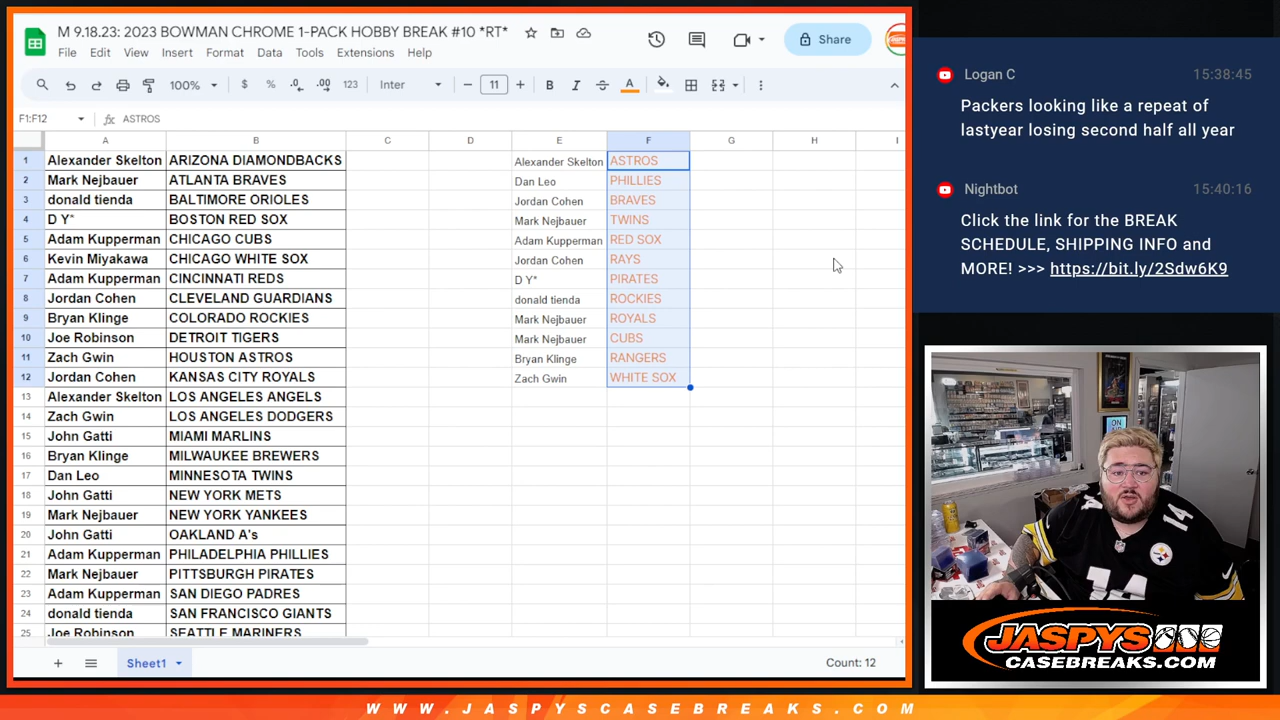 M 9.18.23: 2023 BOWMAN CHROME 1-PACK HOBBY BREAK #10 *RT*
File Edit View Insert Format Data Tools Extensions Help
Share
100% $ % .0 .00 123 Inter 11 B I A
F1:F12 fx ASTROS
A B C D E F G H I
1 Alexander Skelton ARIZONA DIAMONDBACKS Alexander Skelton ASTROS
2 Mark Nejbauer ATLANTA BRAVES Dan Leo PHILLIES
3 donald tienda BALTIMORE ORIOLES Jordan Cohen BRAVES
4 D Y* BOSTON RED SOX Mark Nejbauer TWINS
5 Adam Kupperman CHICAGO CUBS Adam Kupperman RED SOX
6 Kevin Miyakawa CHICAGO WHITE SOX Jordan Cohen RAYS
7 Adam Kupperman CINCINNATI REDS D Y* PIRATES
8 Jordan Cohen CLEVELAND GUARDIANS donald tienda ROCKIES
9 Bryan Klinge COLORADO ROCKIES Mark Nejbauer ROYALS
10 Joe Robinson DETROIT TIGERS Mark Nejbauer CUBS
11 Zach Gwin HOUSTON ASTROS Bryan Klinge RANGERS
12 Jordan Cohen KANSAS CITY ROYALS Zach Gwin WHITE SOX
13 Alexander Skelton LOS ANGELES ANGELS
14 Zach Gwin LOS ANGELES DODGERS
15 John Gatti MIAMI MARLINS
16 Bryan Klinge MILWAUKEE BREWERS
17 Dan Leo MINNESOTA TWINS
18 John Gatti NEW YORK METS
19 Mark Nejbauer NEW YORK YANKEES
20 John Gatti OAKLAND A's
21 Adam Kupperman PHILADELPHIA PHILLIES
22 Mark Nejbauer PITTSBURGH PIRATES
23 Adam Kupperman SAN DIEGO PADRES
24 donald tienda SAN FRANCISCO GIANTS
25 Joe Robinson SEATTLE MARINERS
Sheet1
Count: 12
Logan C 15:38:45
Packers looking like a repeat of
lastyear losing second half all year
Nightbot 15:40:16
Click the link for the BREAK
SCHEDULE, SHIPPING INFO and
MORE! >>> https://bit.ly/2Sdw6K9
ON
14
14
JASPYS
CASEBREAKS.COM
WWW.JASPYSCASEBREAKS.COM